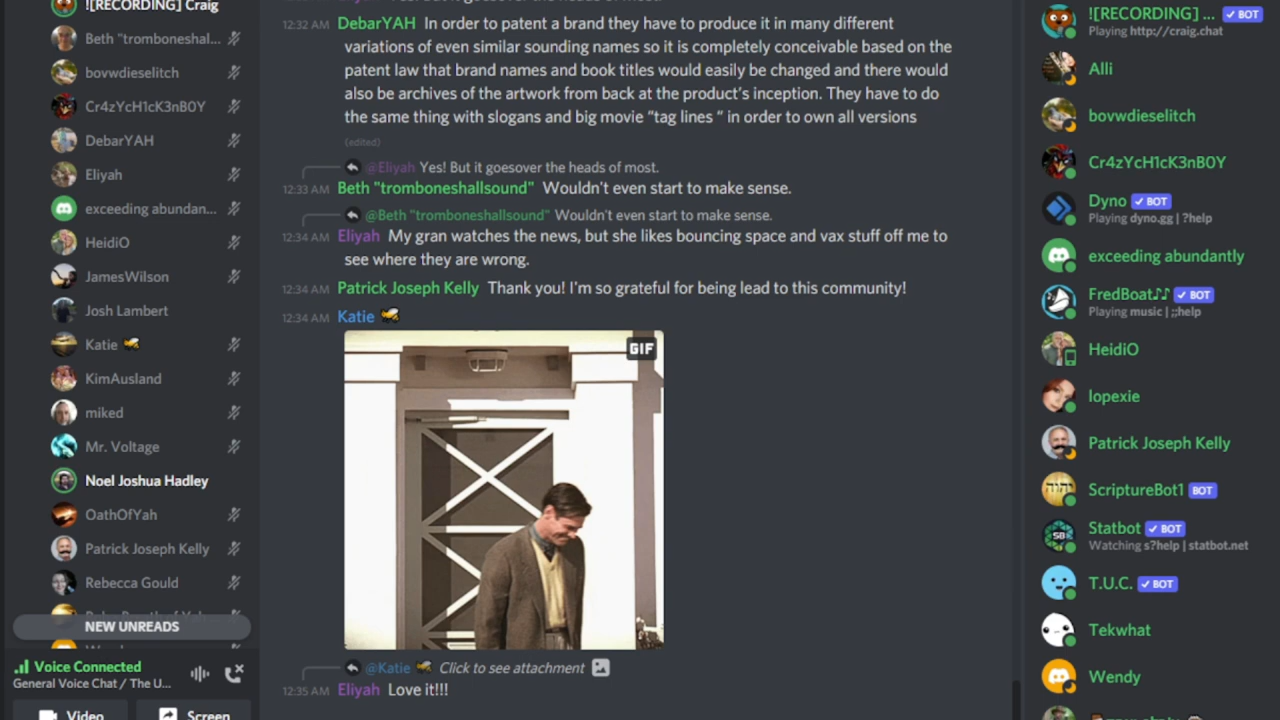 ![RECORDING] Craig
Beth "tromboneshal...
bovwdieselitch
Cr4zYcH1cK3nB0Y
DebarYAH
Eliyah
exceeding abundan...
HeidiO
JamesWilson
Josh Lambert
Katie
KimAusland
miked
Mr. Voltage
Noel Joshua Hadley
OathOfYah
Patrick Joseph Kelly
Rebecca Gould
NEW UNREADS
Voice Connected
General Voice Chat / The U...
Video
Screen
12:32 AM DebarYAH In order to patent a brand they have to produce it in many different
variations of even similar sounding names so it is completely conceivable based on the
patent law that brand names and book titles would easily be changed and there would
also be archives of the artwork from back at the product's inception. They have to do
the same thing with slogans and big movie “tag lines “ in order to own all versions
(edited)
@Eliyah Yes! But it goesover the heads of most.
12:33 AM Beth "tromboneshallsound" Wouldn't even start to make sense.
@Beth "tromboneshallsound" Wouldn't even start to make sense.
12:34 AM Eliyah My gran watches the news, but she likes bouncing space and vax stuff off me to
see where they are wrong.
12:34 AM Patrick Joseph Kelly Thank you! I'm so grateful for being lead to this community!
12:34 AM Katie
GIF
@Katie Click to see attachment
12:35 AM Eliyah Love it!!!
![RECORDING] ... BOT
Playing http://craig.chat
Alli
bovwdieselitch
Cr4zYcH1cK3nB0Y
Dyno BOT
Playing dyno.gg | ?help
exceeding abundantly
FredBoat♪♪ BOT
Playing music | ;;help
HeidiO
lopexie
Patrick Joseph Kelly
ScriptureBot1 BOT
Statbot BOT
Watching s?help | statbot.net
T.U.C. BOT
Tekwhat
Wendy